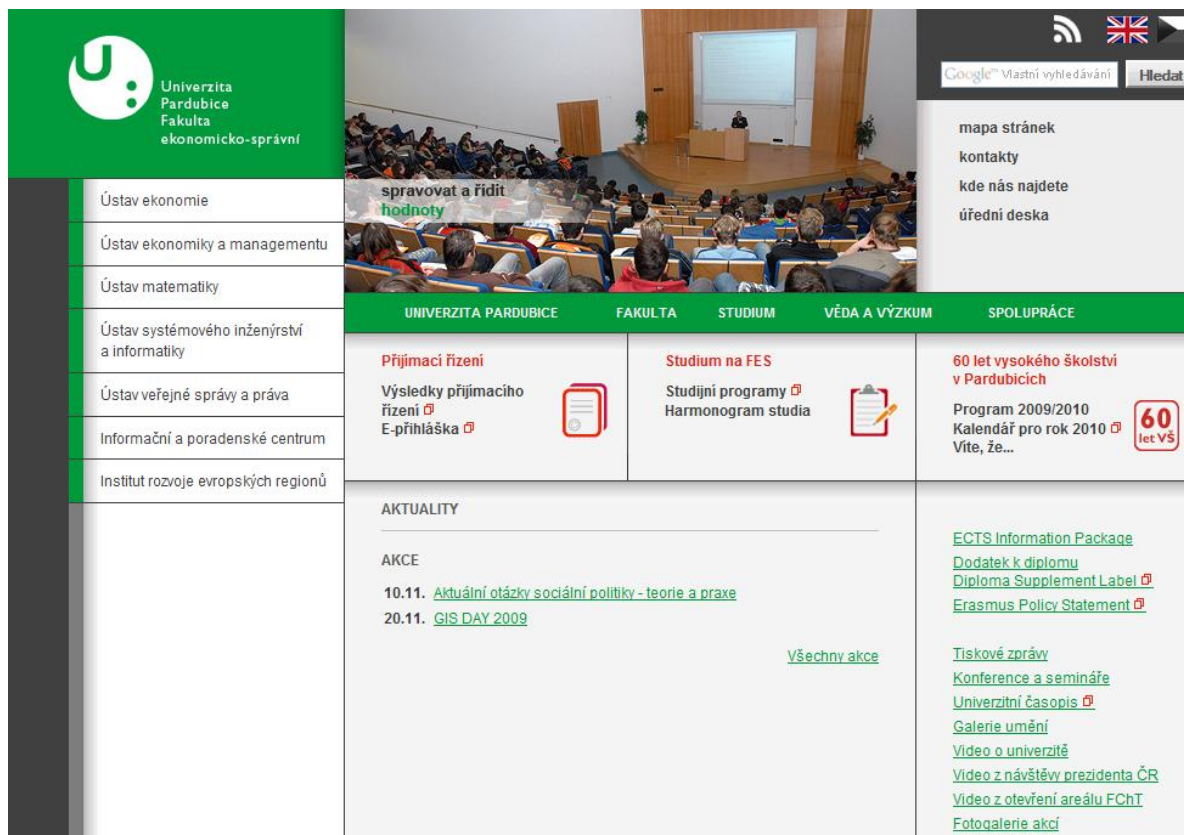 U:
Univerzita
Pardubice
Fakulta
ekonomicko-správní
Ústav ekonomie
Ústav ekonomiky a managementu
Ústav matematiky
Ústav systémového inženýrství
a informatiky
Ústav veřejné správy a práva
Informační a poradenské centrum
Institut rozvoje evropských regionů
spravovat a řídit
hodnoty
Google™ Vlastní vyhledávání
Hledat
mapa stránek
kontakty
kde nás najdete
úřední deska
UNIVERZITA PARDUBICE FAKULTA STUDIUM VĚDA A VÝZKUM SPOLUPRÁCE
Přijímací řízení
Výsledky přijímacího
řízení
E-přihláška
Studium na FES
Studijní programy
Harmonogram studia
60 let vysokého školství
v Pardubicích
Program 2009/2010
Kalendář pro rok 2010
Víte, že...
60
let VŠ
AKTUALITY
AKCE
10.11. Aktuální otázky sociální politiky - teorie a praxe
20.11. GIS DAY 2009
Všechny akce
ECTS Information Package
Dodatek k diplomu
Diploma Supplement Label
Erasmus Policy Statement
Tiskové zprávy
Konference a semináře
Univerzitní časopis
Galerie umění
Video o univerzitě
Video z návštěvy prezidenta ČR
Video z otevření areálu FChT
Fotogalerie akcí